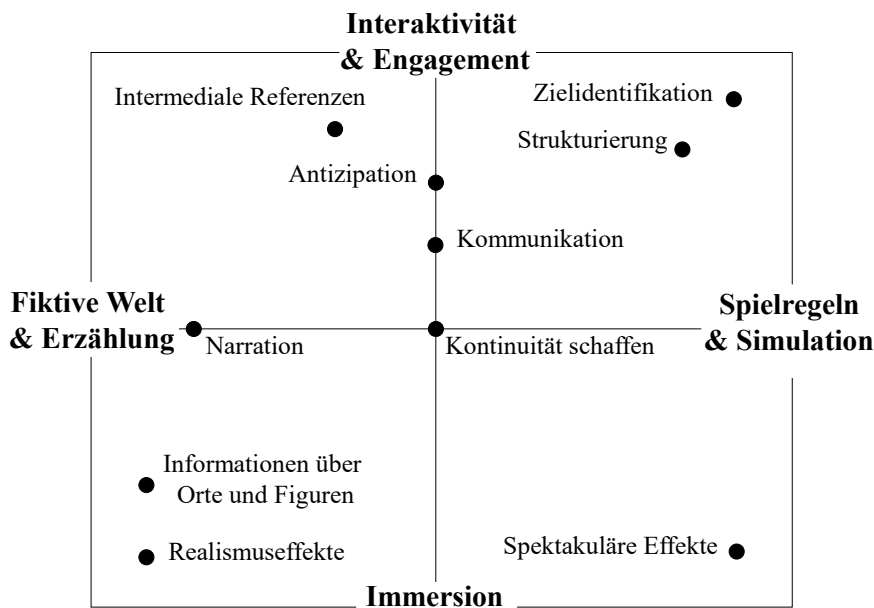 Interaktivität
& Engagement
Intermediale Referenzen
Zielidentifikation
Strukturierung
Antizipation
Kommunikation
Fiktive Welt
& Erzählung
Spielregeln
& Simulation
Narration
Kontinuität schaffen
Informationen über
Orte und Figuren
Realismuseffekte
Spektakuläre Effekte
Immersion